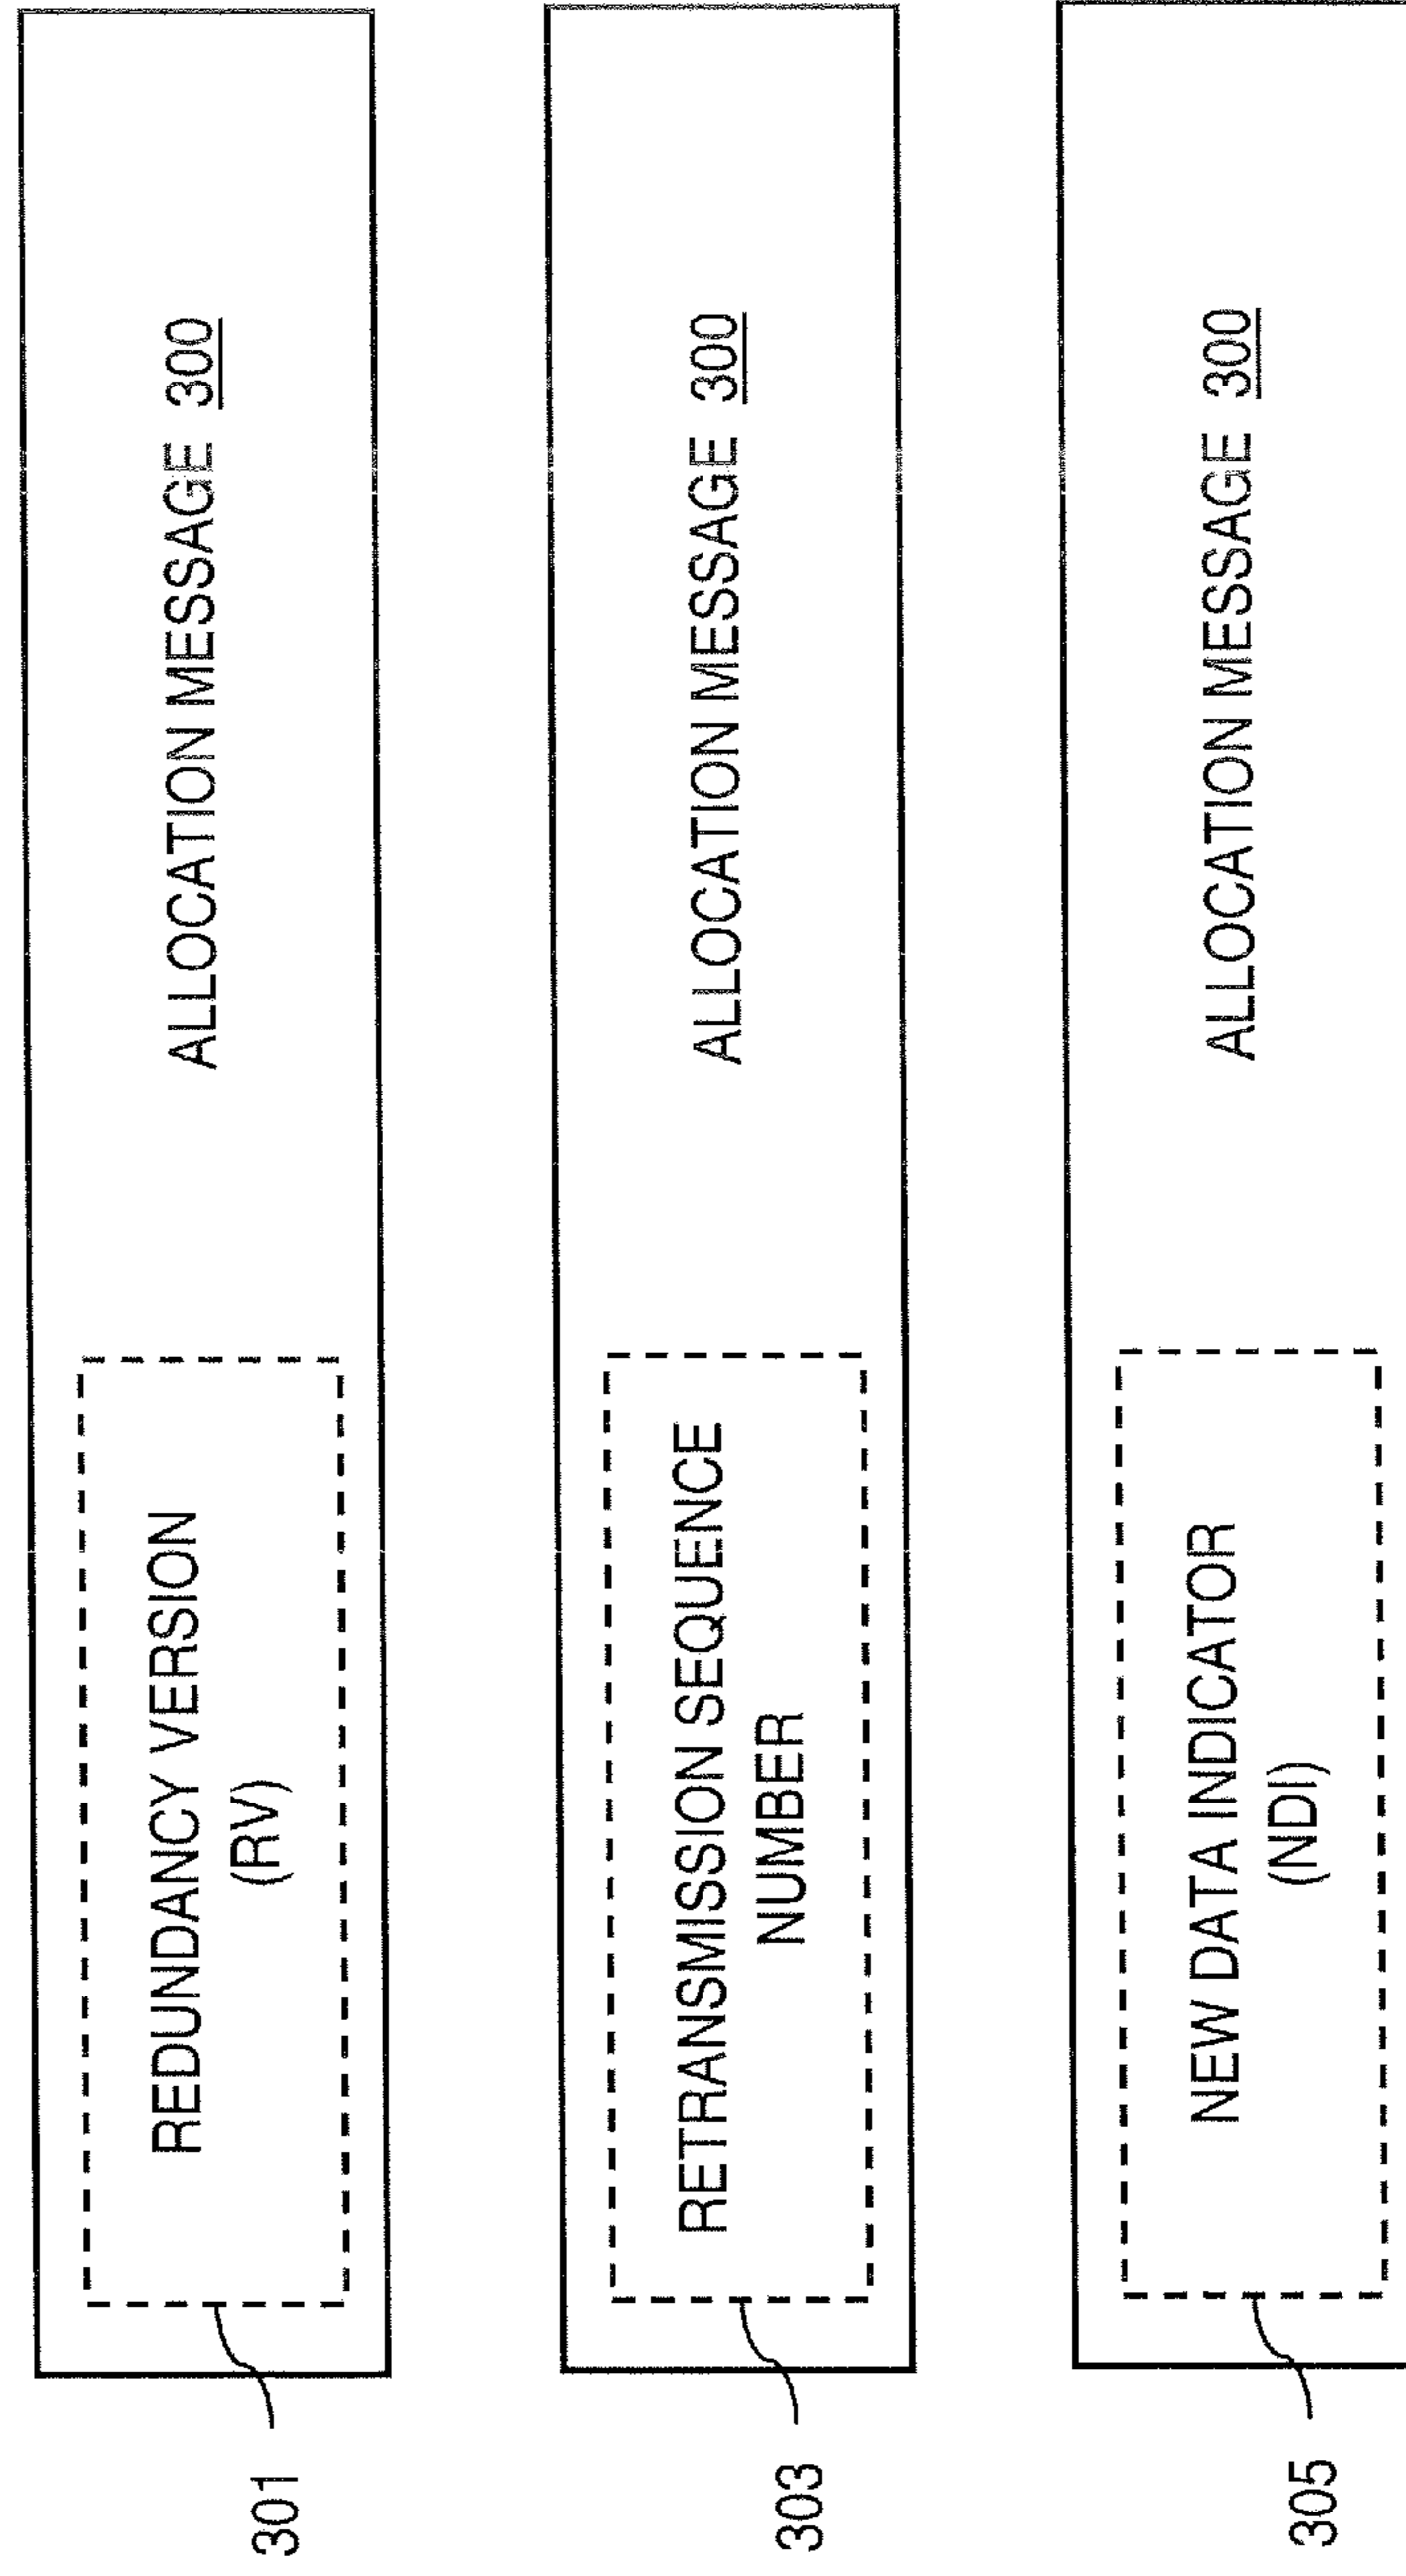 301
REDUNDANCY VERSION
(RV)
ALLOCATION MESSAGE 300
303
RETRANSMISSION SEQUENCE
NUMBER
ALLOCATION MESSAGE 300
305
NEW DATA INDICATOR
(NDI)
ALLOCATION MESSAGE 300